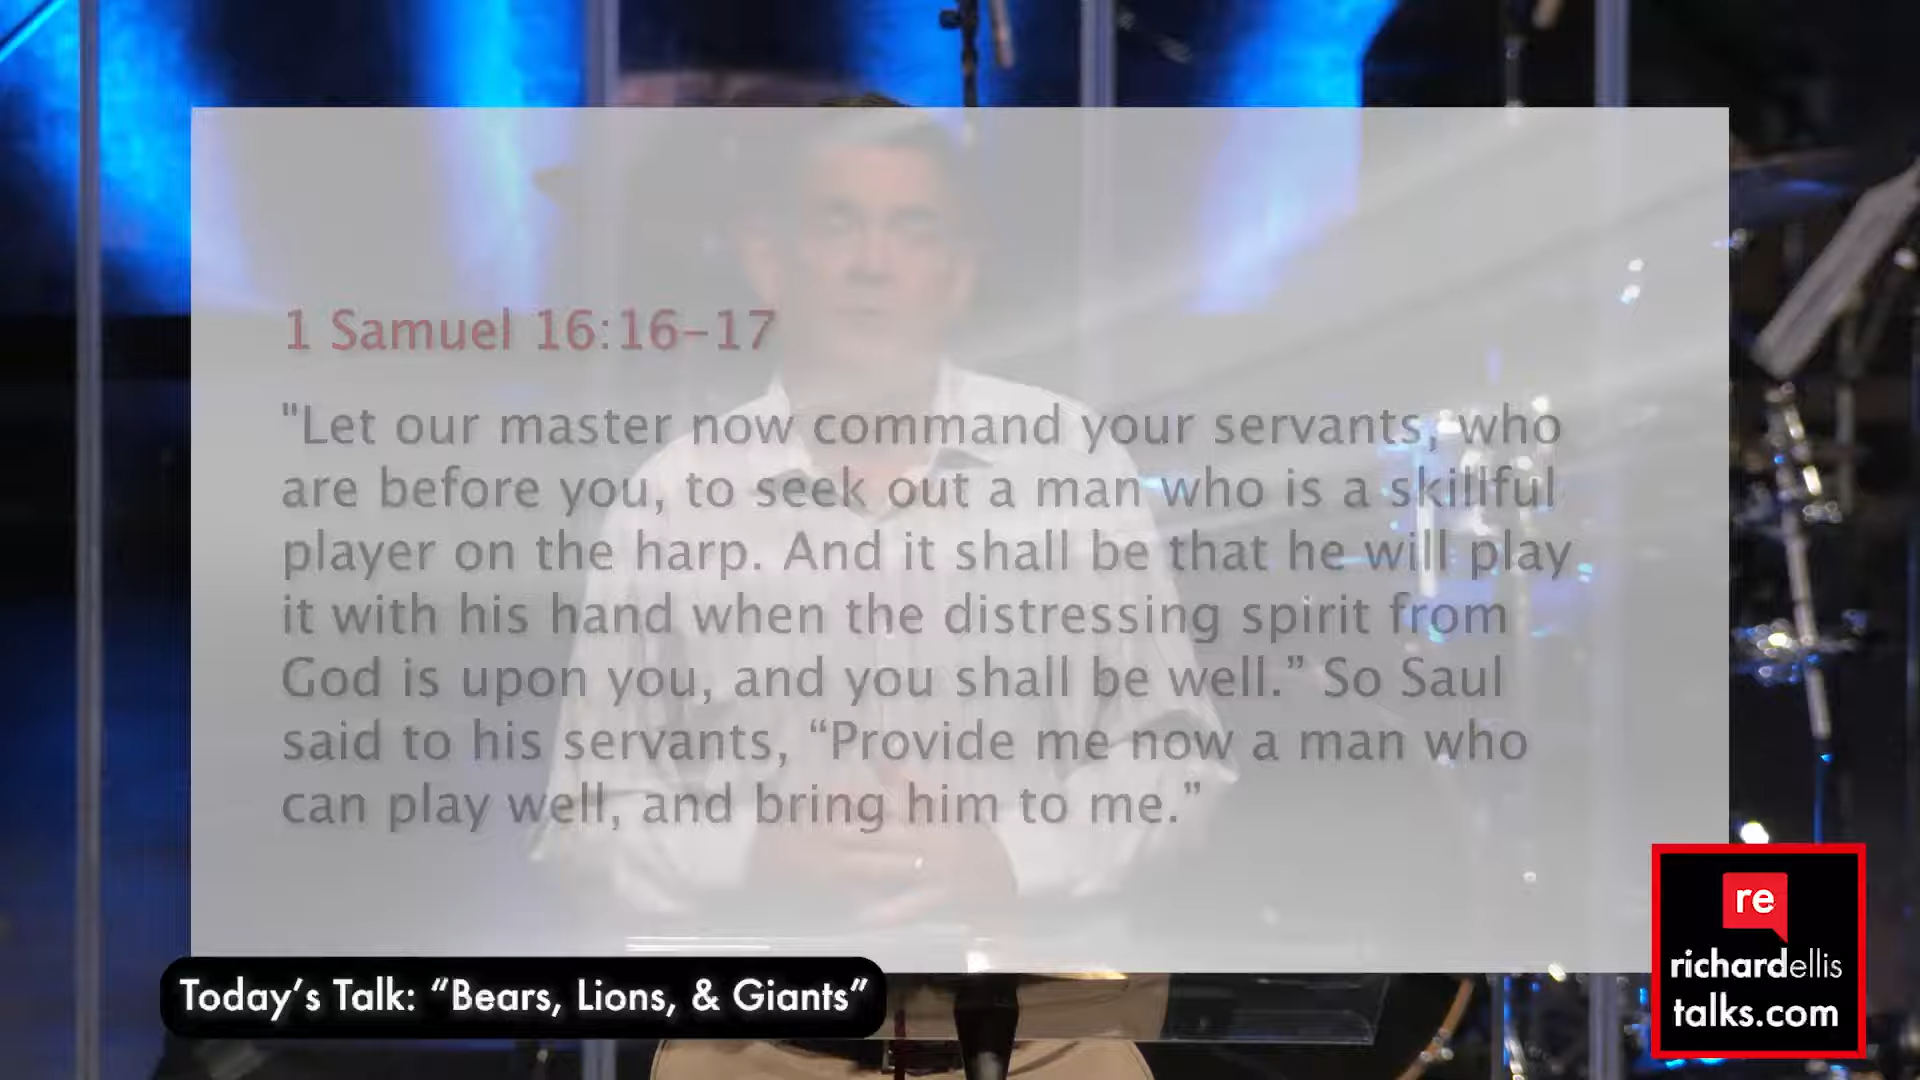 1 Samuel 16:16-17
"Let our master now command your servants, who
are before you, to seek out a man who is a skillful
player on the harp. And it shall be that he will play
it with his hand when the distressing spirit from
God is upon you, and you shall be well.” So Saul
said to his servants, “Provide me now a man who
can play well, and bring him to me.”
Today’s Talk: “Bears, Lions, & Giants”
re
richardellis
talks.com